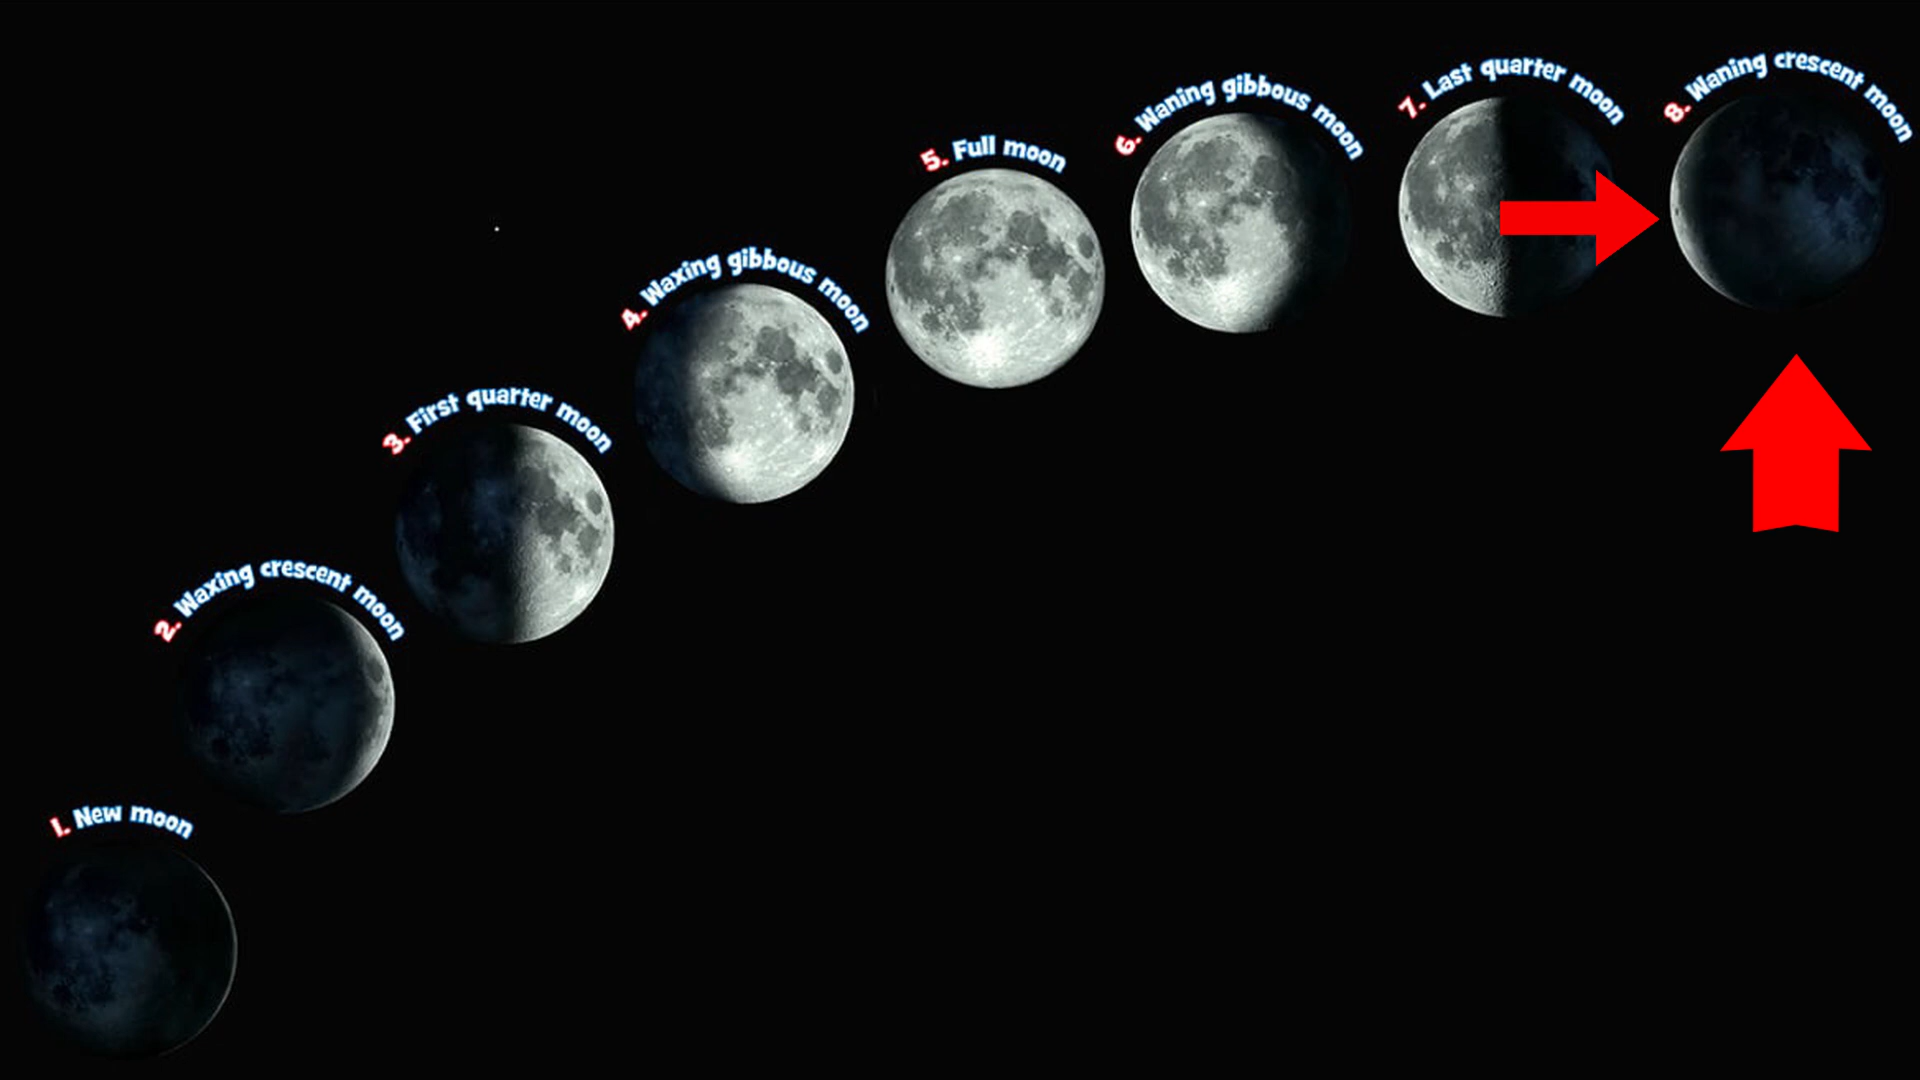 1. New moon
2. Waxing crescent moon
3. First quarter moon
4. Waxing gibbous moon
5. Full moon
6. Waning gibbous moon
7. Last quarter moon
8. Waning crescent moon